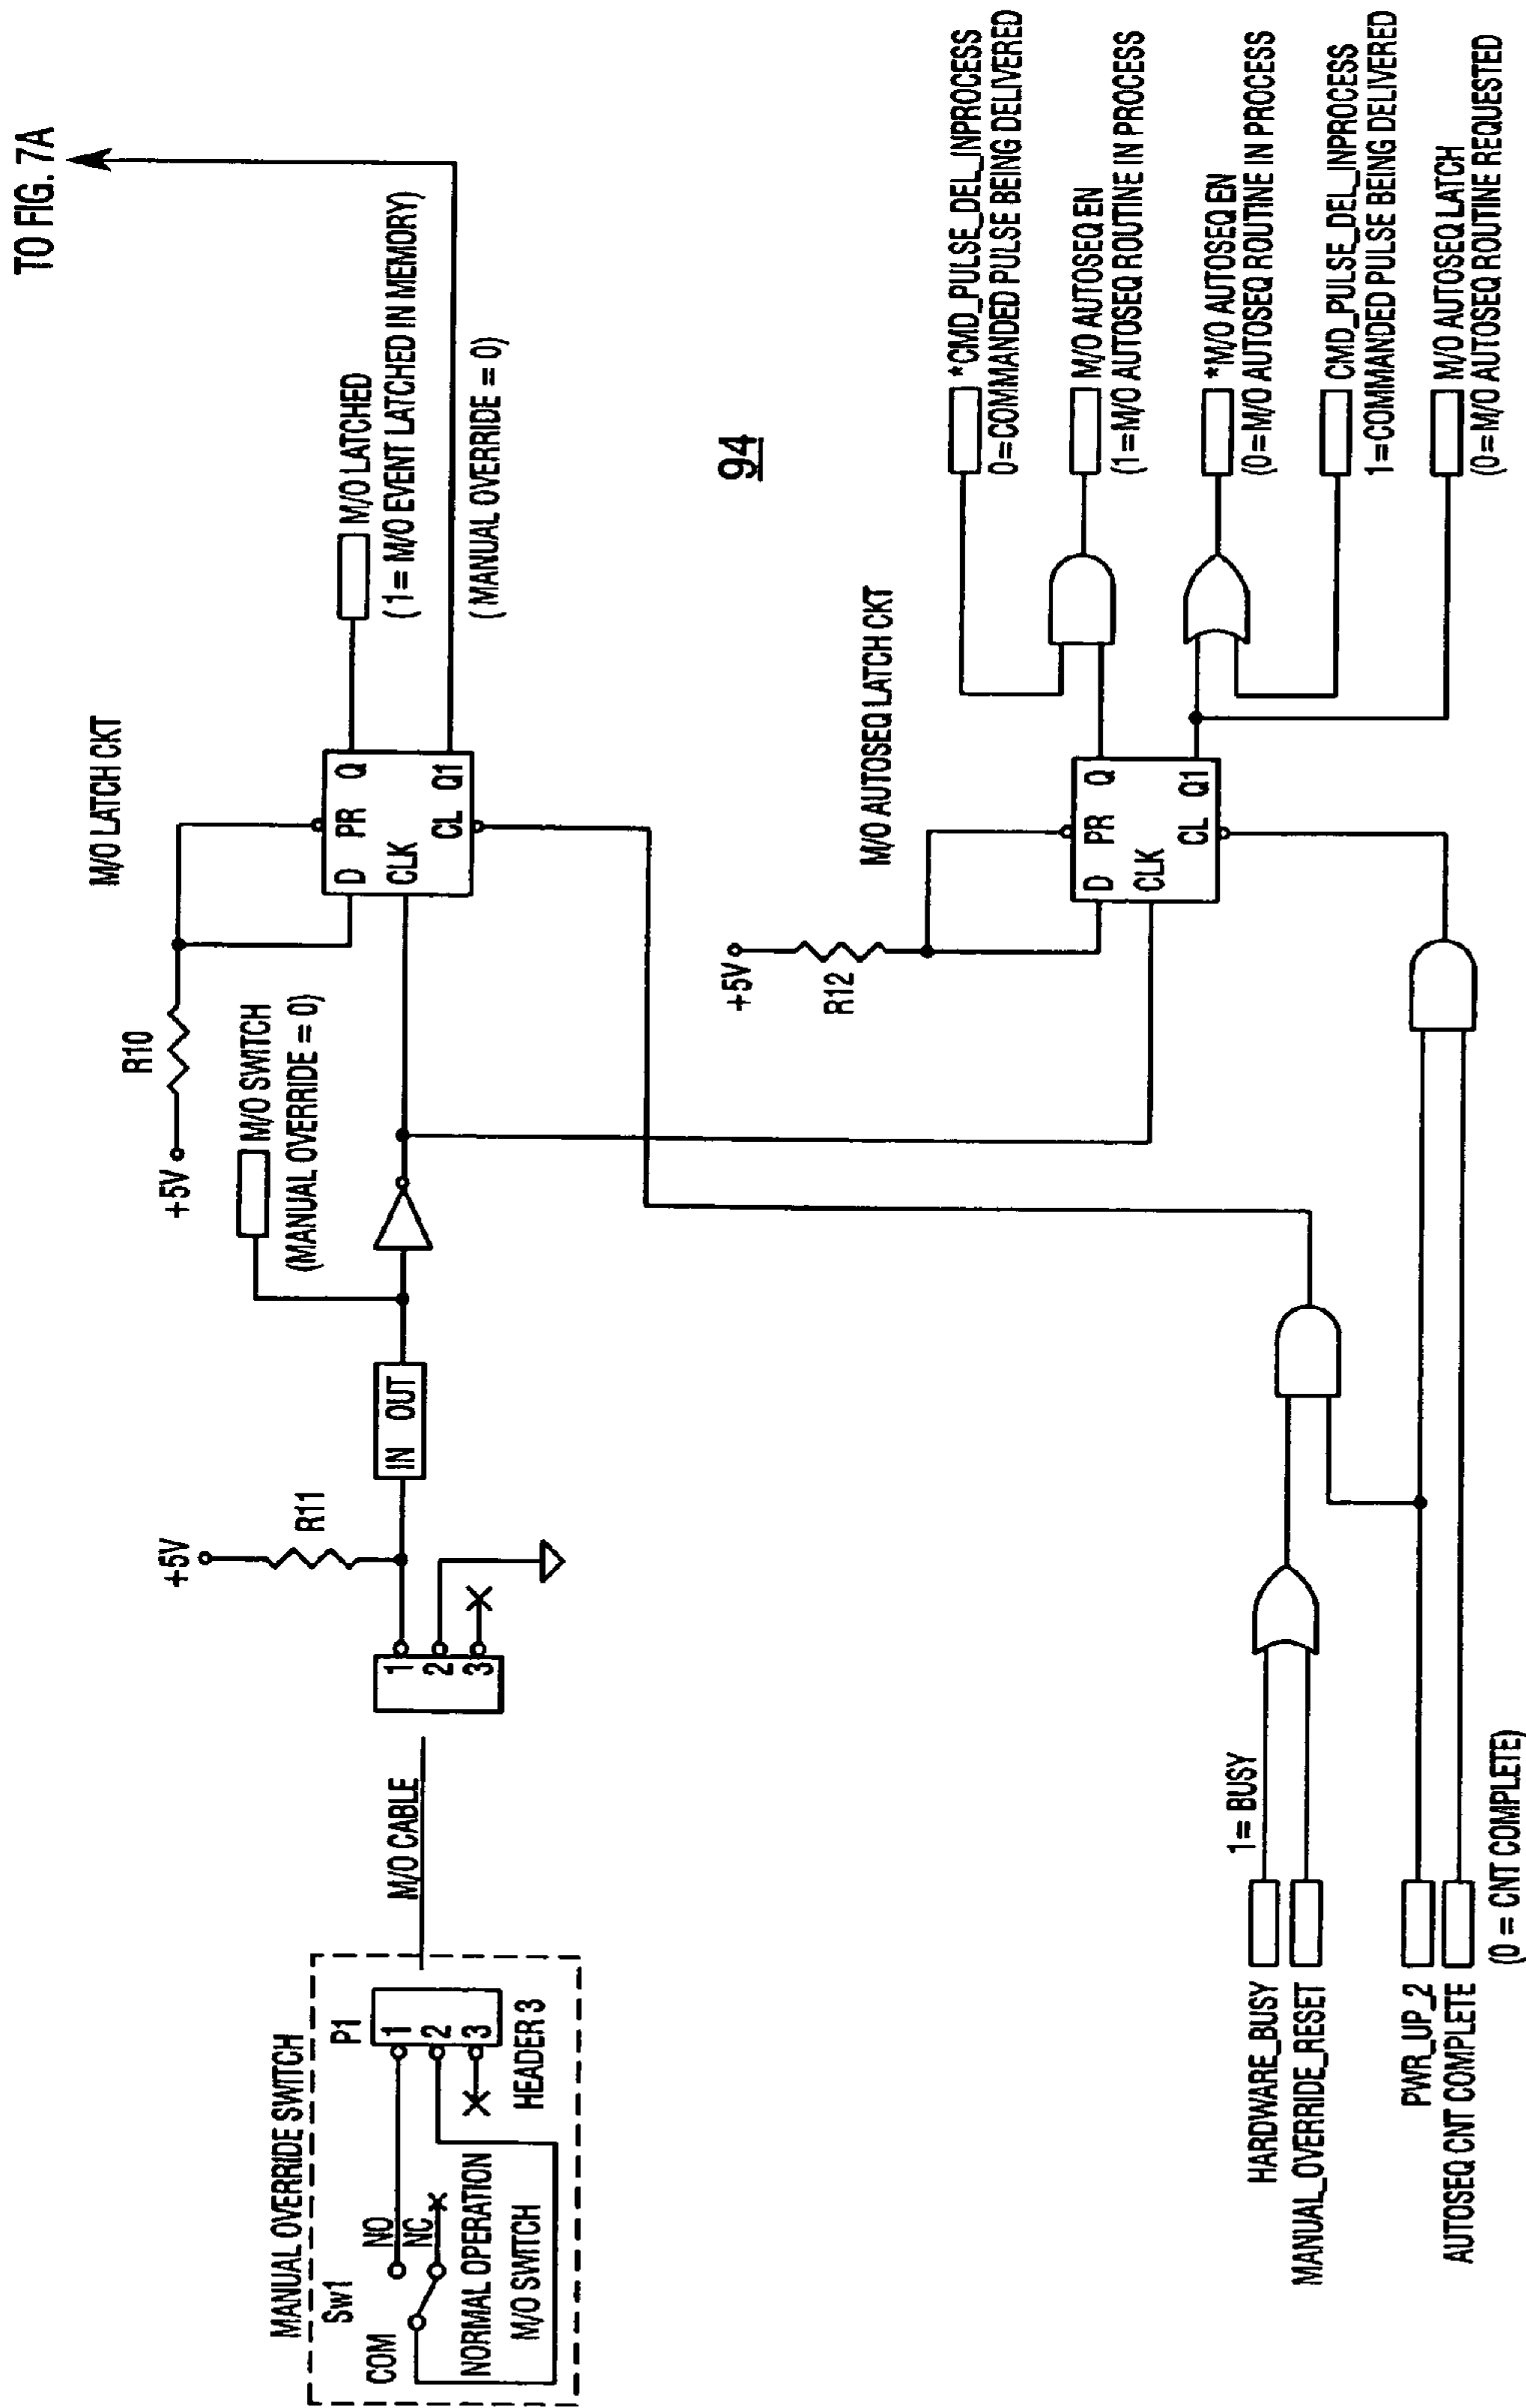 TO FIG. 7A
M/O LATCH CKT
R10
+5V
M/O SWITCH
(MANUAL OVERRIDE = 0)
D PR Q
CLK
CL Q1
M/O LATCHED
(1= M/O EVENT LATCHED IN MEMORY)
(MANUAL OVERRIDE = 0)
+5V
R11
IN OUT
1
2
3
M/O CABLE
MANUAL OVERRIDE SWITCH
Sw1
P1
NO
NC
COM
1
2
3
HEADER 3
NORMAL OPERATION
M/O SWITCH
94
M/O AUTOSEQ LATCH CKT
+5V
R12
D PR Q
CLK
CL Q1
*CMD_PULSE_DEL_INPROCESS
0=COMMANDED PULSE BEING DELIVERED
M/O AUTOSEQ EN
(1=M/O AUTOSEQ ROUTINE IN PROCESS
*M/O AUTOSEQ EN
(0=M/O AUTOSEQ ROUTINE IN PROCESS
CMD_PULSE_DEL_INPROCESS
1=COMMANDED PULSE BEING DELIVERED
M/O AUTOSEQ LATCH
(0=M/O AUTOSEQ ROUTINE REQUESTED
1= BUSY
HARDWARE_BUSY
MANUAL_OVERRIDE_RESET
PWR_UP_2
AUTOSEQ CNT COMPLETE
(0 = CNT COMPLETE)